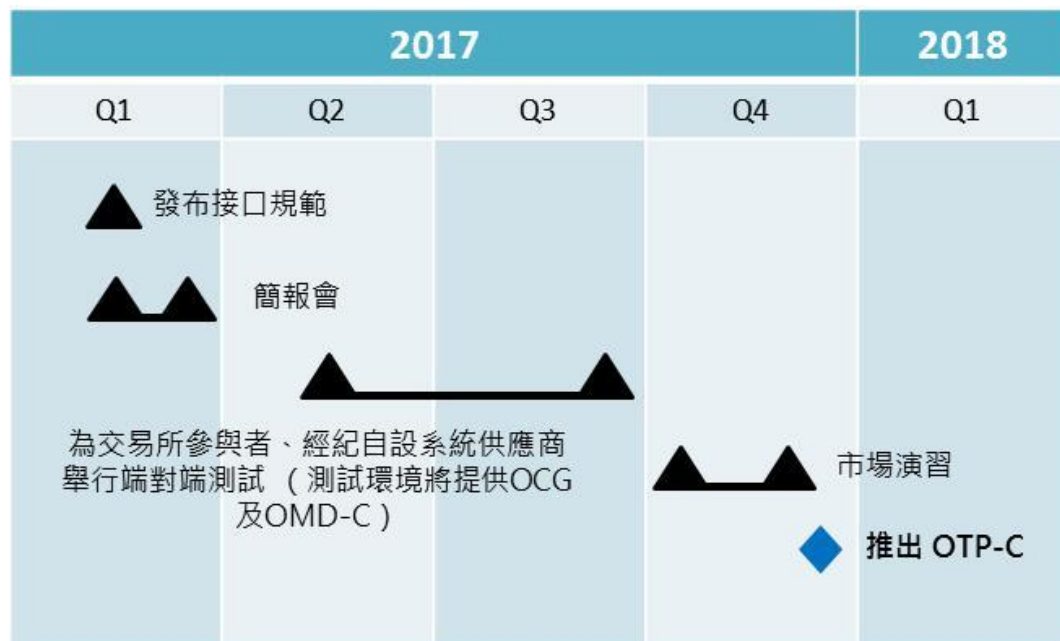 2017 2018
Q1 Q2 Q3 Q4 Q1
發布接口規範
簡報會
為交易所參與者、經紀自設系統供應商
舉行端對端測試 （測試環境將提供OCG
及OMD-C）
市場演習
推出 OTP-C